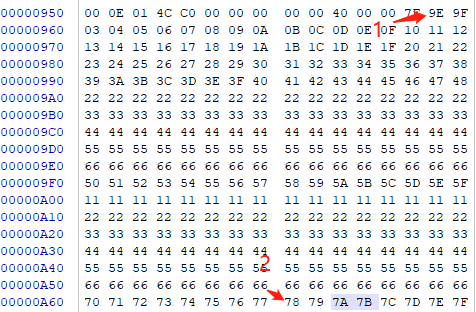 00000950 00 0E 01 4C C0 00 00 00 00 00 40 00 00 7F 9E 9F
1
00000960 03 04 05 06 07 08 09 0A 0B 0C 0D 0E 0F 10 11 12
00000970 13 14 15 16 17 18 19 1A 1B 1C 1D 1E 1F 20 21 22
00000980 23 24 25 26 27 28 29 30 31 32 33 34 35 36 37 38
00000990 39 3A 3B 3C 3D 3E 3F 40 41 42 43 44 45 46 47 48
000009A0 22 22 22 22 22 22 22 22 22 22 22 22 22 22 22 22
000009B0 33 33 33 33 33 33 33 33 33 33 33 33 33 33 33 33
000009C0 44 44 44 44 44 44 44 44 44 44 44 44 44 44 44 44
000009D0 55 55 55 55 55 55 55 55 55 55 55 55 55 55 55 55
000009E0 66 66 66 66 66 66 66 66 66 66 66 66 66 66 66 66
000009F0 50 51 52 53 54 55 56 57 58 59 5A 5B 5C 5D 5E 5F
00000A00 11 11 11 11 11 11 11 11 11 11 11 11 11 11 11 11
00000A10 22 22 22 22 22 22 22 22 22 22 22 22 22 22 22 22
00000A20 33 33 33 33 33 33 33 33 33 33 33 33 33 33 33 33
00000A30 44 44 44 44 44 44 44 44 44 44 44 44 44 44 44 44
2
00000A40 55 55 55 55 55 55 55 55 55 55 55 55 55 55 55 55
00000A50 66 66 66 66 66 66 66 66 66 66 66 66 66 66 66 66
00000A60 70 71 72 73 74 75 76 77 78 79 7A 7B 7C 7D 7E 7F